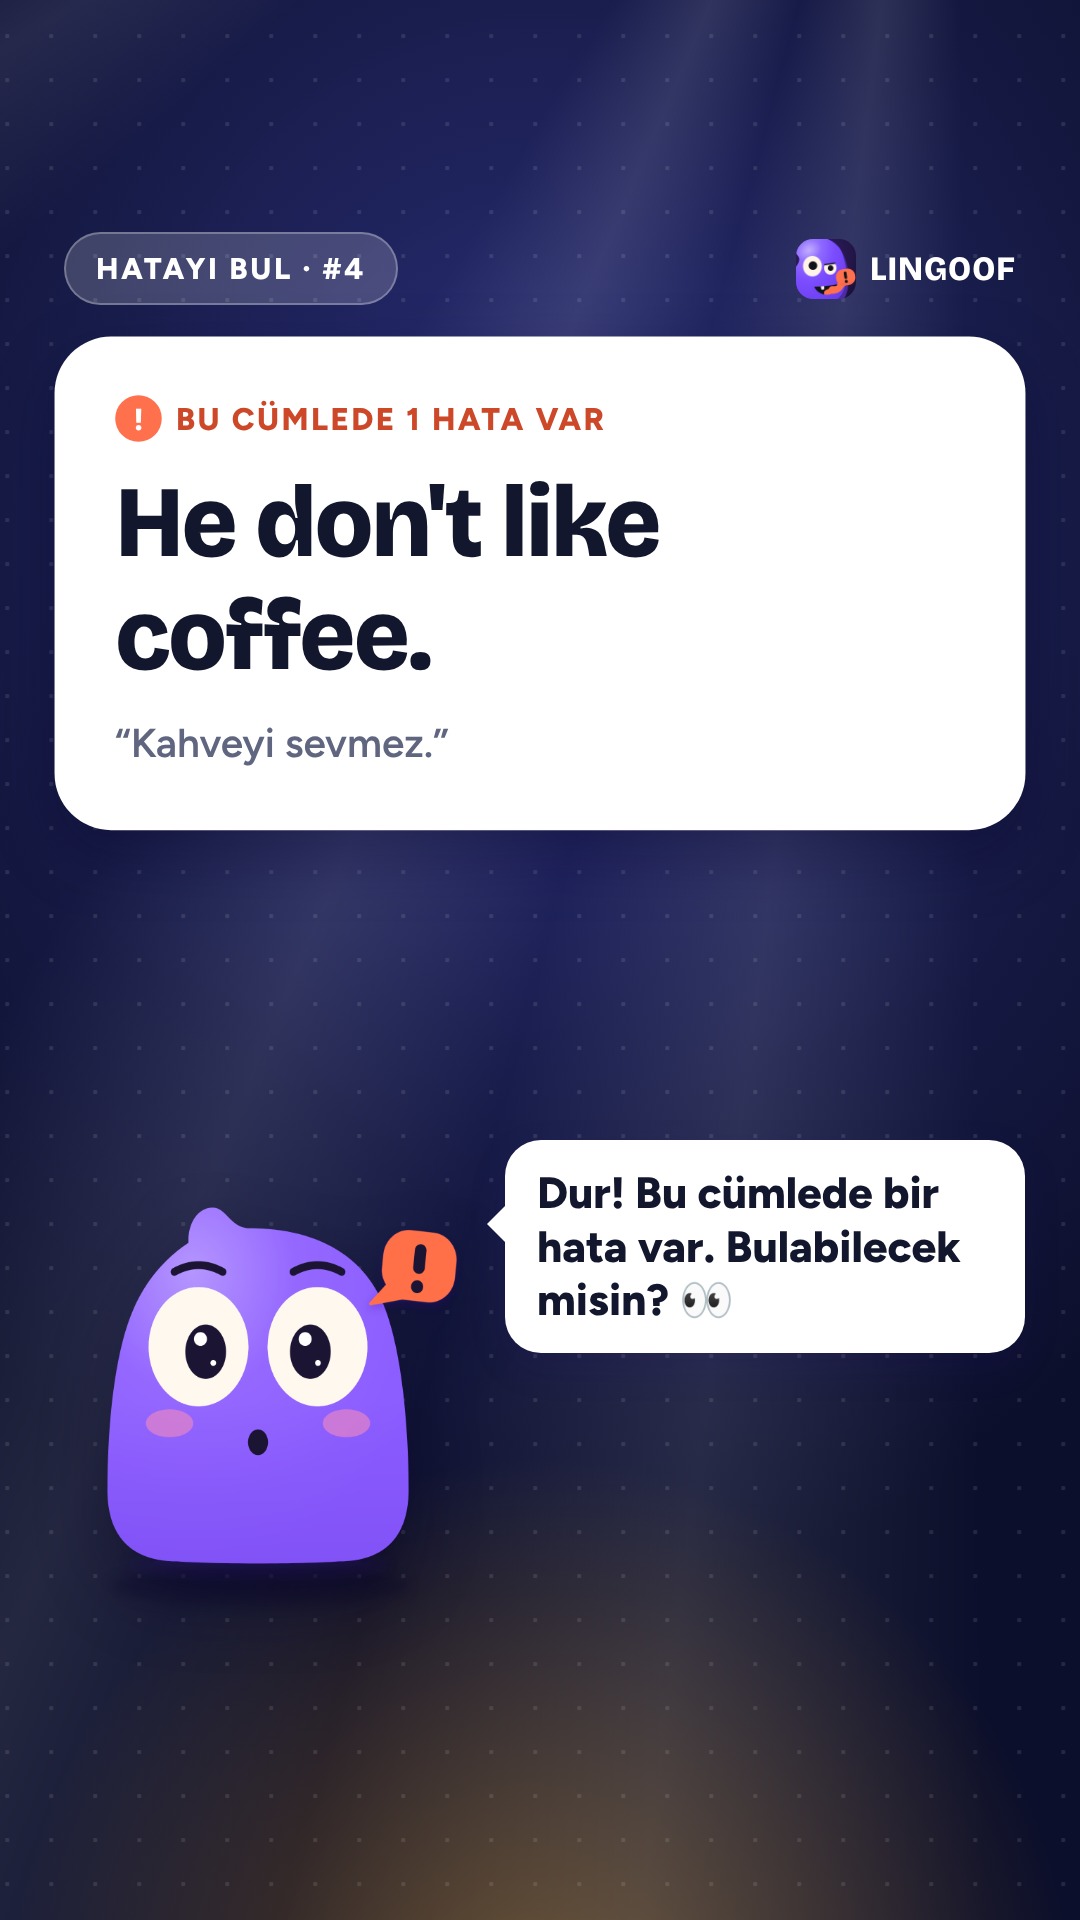 HATAYI BUL · #4
LINGOOF
! BU CÜMLEDE 1 HATA VAR
He don't like
coffee.
“Kahveyi sevmez.”
Dur! Bu cümlede bir
hata var. Bulabilecek
misin? 👀
!